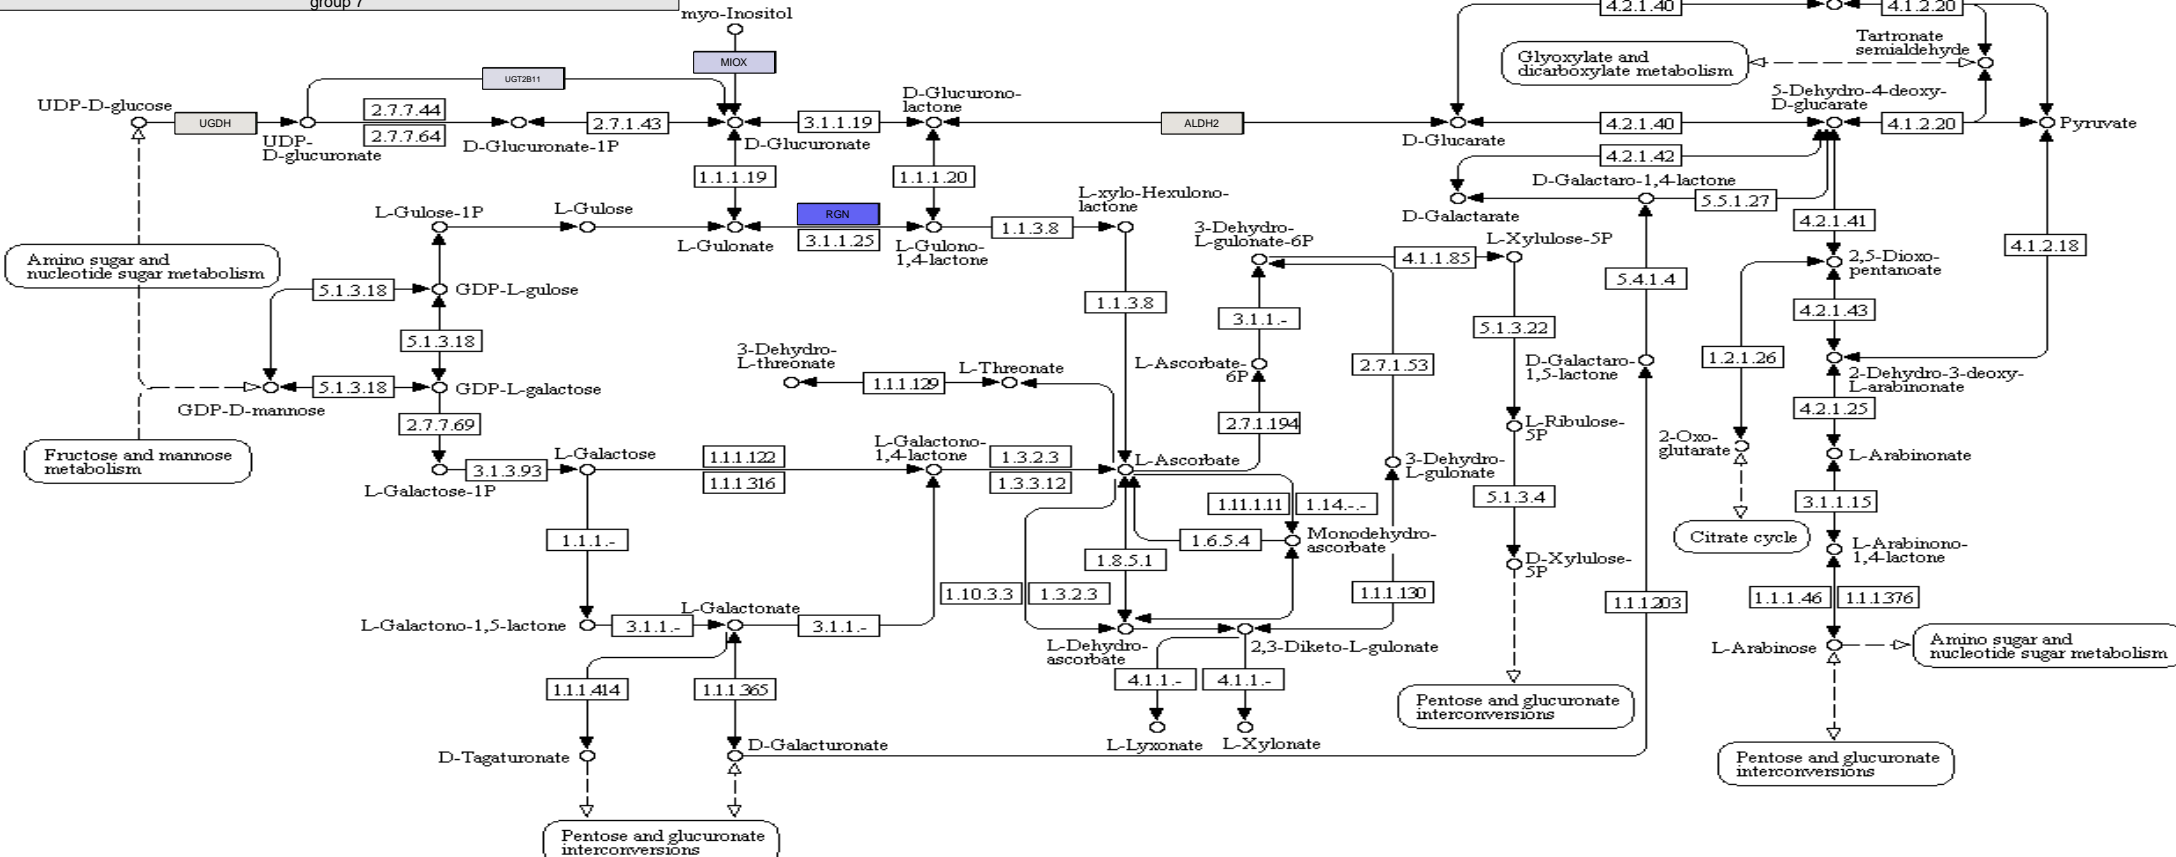 group 7
myo-Inositol
4.2.1.40
4.1.2.20
Tartronate
semialdehyde
Glyoxylate and
dicarboxylate metabolism
MIOX
UGT2B11
UDP-D-glucose
2.7.7.44
D-Glucurono-
lactone
5-Dehydro-4-deoxy-
D-glucarate
UGDH
2.7.1.43
3.1.1.19
ALDH2
4.2.1.40
4.1.2.20
Pyruvate
UDP-
D-glucuronate
2.7.7.64
D-Glucuronate-1P
D-Glucuronate
D-Glucarate
4.2.1.42
1.1.1.19
1.1.1.20
D-Galactaro-1,4-lactone
L-xylo-Hexulono-
lactone
5.5.1.27
L-Gulose-1P
L-Gulose
RGN
D-Galactarate
4.2.1.41
3.1.1.25
1.1.3.8
3-Dehydro-
L-gulonate-6P
L-Xylulose-5P
L-Gulonate
L-Gulono-
1,4-lactone
4.1.2.18
Amino sugar and
nucleotide sugar metabolism
4.1.1.85
2,5-Dioxo-
pentanoate
5.4.1.4
5.1.3.18
GDP-L-gulose
1.1.3.8
4.2.1.43
3.1.1.-
5.1.3.22
5.1.3.18
3-Dehydro-
L-threonate
L-Threonate
L-Ascorbate-
6P
2.7.1.53
D-Galactaro-
1,5-lactone
1.2.1.26
5.1.3.18
GDP-L-galactose
1.1.1.129
2-Dehydro-3-deoxy-
L-arabinonate
GDP-D-mannose
2.7.7.69
2.7.1.194
L-Ribulose-
5P
4.2.1.25
Fructose and mannose
metabolism
L-Galactose
1.1.1.122
L-Galactono-
1,4-lactone
1.3.2.3
L-Ascorbate
3-Dehydro-
L-gulonate
2-Oxo-
glutarate
L-Arabinonate
3.1.3.93
L-Galactose-1P
1.1.1.316
1.3.3.12
5.1.3.4
1.11.1.11
1.14.-.-
3.1.1.15
1.1.1.-
1.6.5.4
Monodehydro-
ascorbate
Citrate cycle
L-Arabinono-
1,4-lactone
1.8.5.1
D-Xylulose-
5P
1.10.3.3
1.3.2.3
1.1.1.130
1.1.1.203
1.1.1.46
1.1.1.376
L-Galactonate
L-Galactono-1,5-lactone
3.1.1.-
3.1.1.-
L-Dehydro-
ascorbate
2,3-Diketo-L-gulonate
L-Arabinose
Amino sugar and
nucleotide sugar metabolism
1.1.1.414
1.1.1.365
4.1.1.-
4.1.1.-
Pentose and glucuronate
interconversions
D-Tagaturonate
D-Galacturonate
L-Lyxonate
L-Xylonate
Pentose and glucuronate
interconversions
Pentose and glucuronate
interconversions